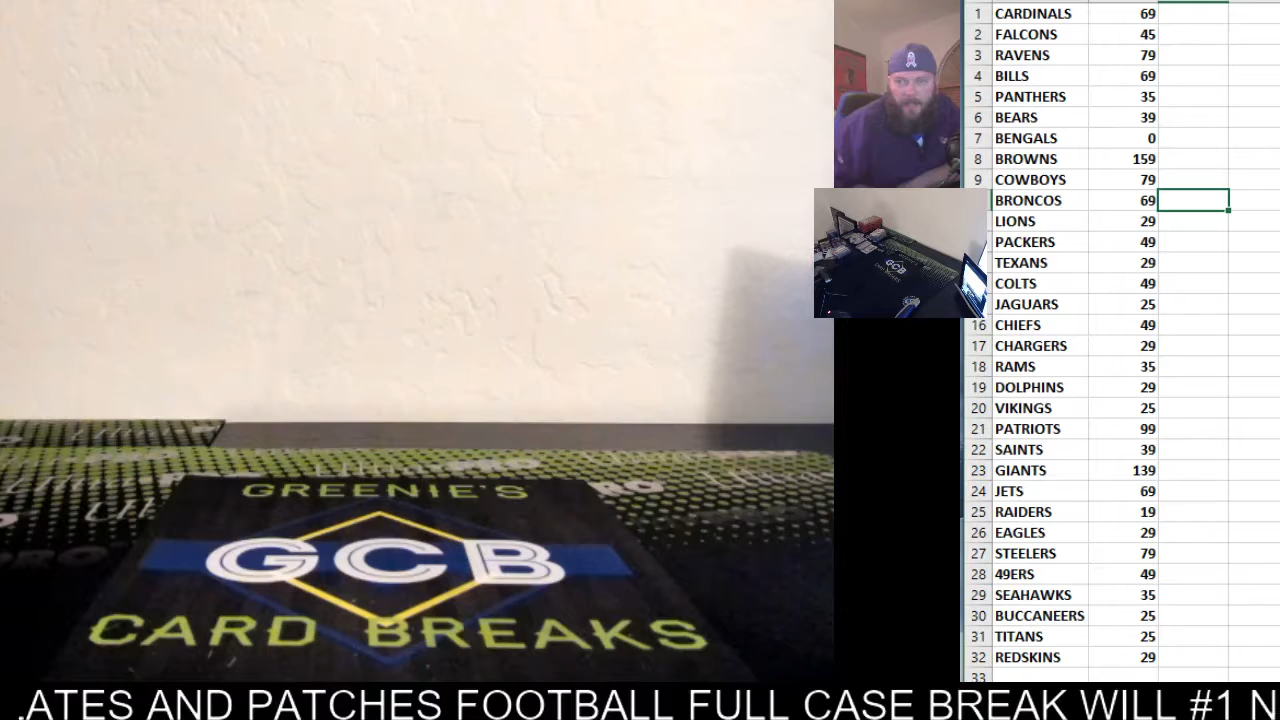 1 CARDINALS 69
2 FALCONS 45
3 RAVENS 79
4 BILLS 69
5 PANTHERS 35
6 BEARS 39
7 BENGALS 0
8 BROWNS 159
9 COWBOYS 79
BRONCOS 69
LIONS 29
PACKERS 49
TEXANS 29
COLTS 49
JAGUARS 25
16 CHIEFS 49
17 CHARGERS 29
18 RAMS 35
19 DOLPHINS 29
20 VIKINGS 25
21 PATRIOTS 99
22 SAINTS 39
23 GIANTS 139
24 JETS 69
25 RAIDERS 19
26 EAGLES 29
27 STEELERS 79
28 49ERS 49
29 SEAHAWKS 35
30 BUCCANEERS 25
31 TITANS 25
32 REDSKINS 29
33
GCB
GREENIE'S
GCB
CARD BREAKS
.ATES AND PATCHES FOOTBALL FULL CASE BREAK WILL #1 N